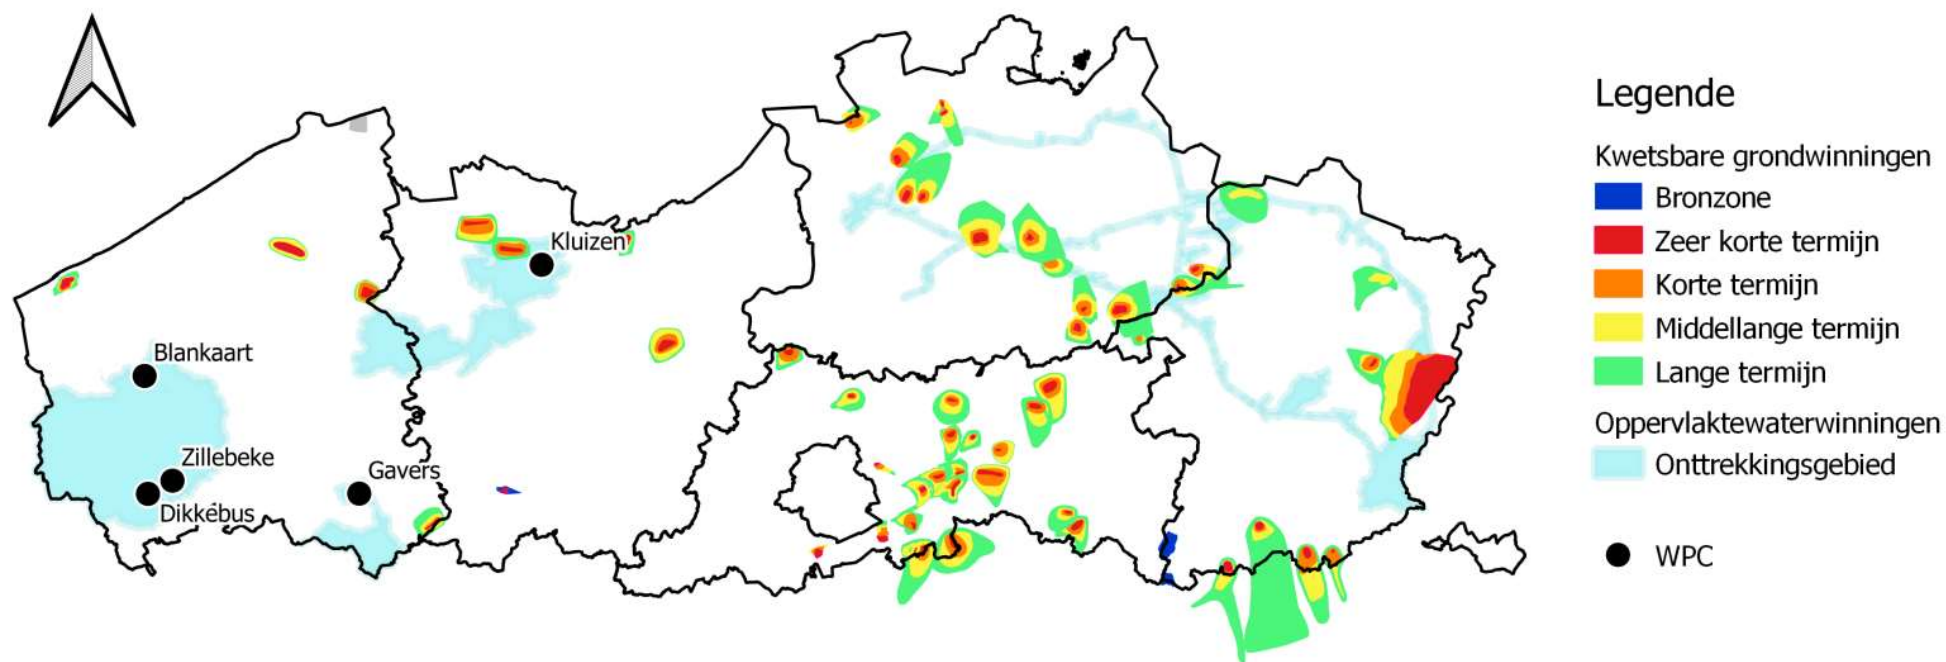 Legende
Kwetsbare grondwinningen
Bronzone
Zeer korte termijn
Korte termijn
Middellange termijn
Lange termijn
Oppervlaktewaterwinningen
Onttrekkingsgebied
WPC
Kluizen
Blankaart
Zillebeke
Gavers
Dikkebus